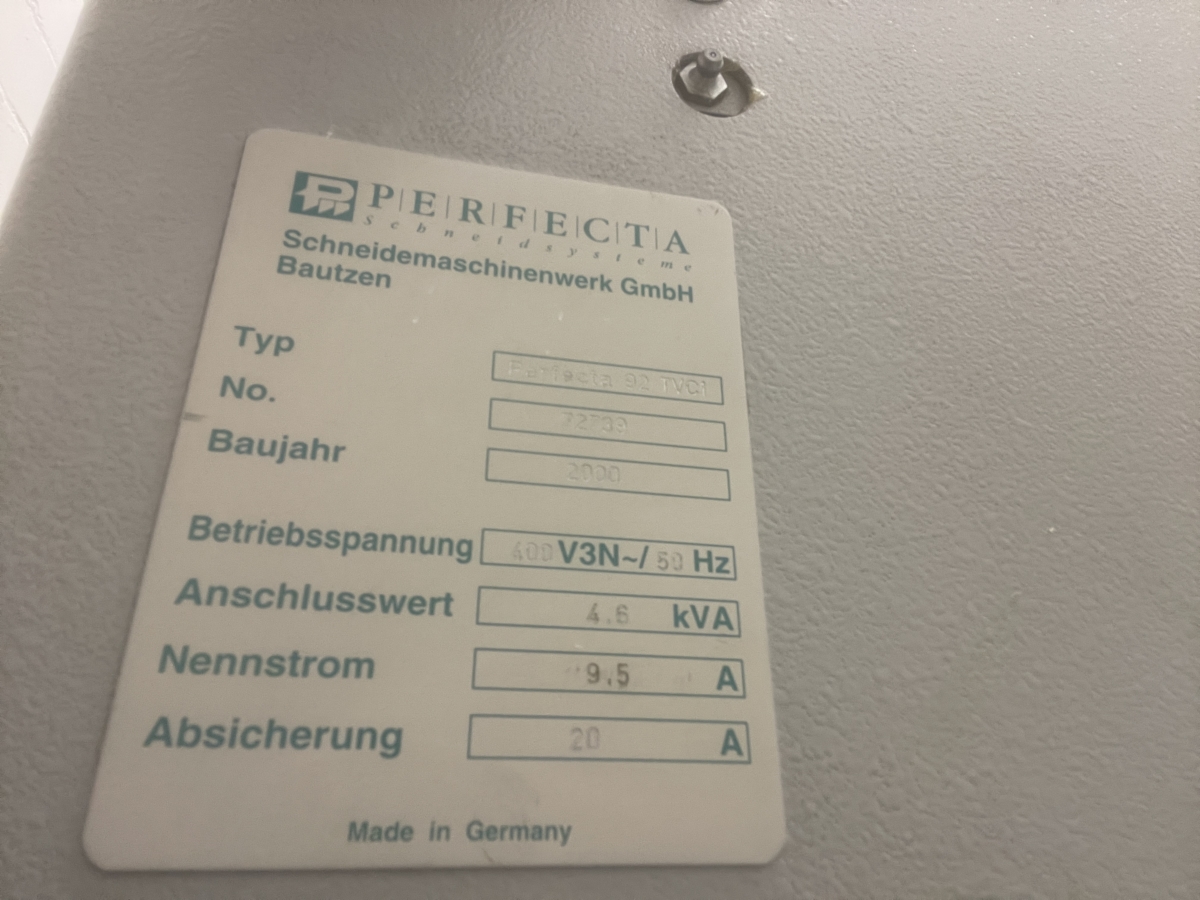 P|E|R|F|E|C|T|A
Schneidsysteme
Schneidemaschinenwerk GmbH
Bautzen
Typ Perfecta 92 TVC1
No.
Baujahr 2000
Betriebsspannung 400 V3N~/ 50 Hz
Anschlusswert 4.6 kVA
Nennstrom 9.5 A
Absicherung 20 A
Made in Germany